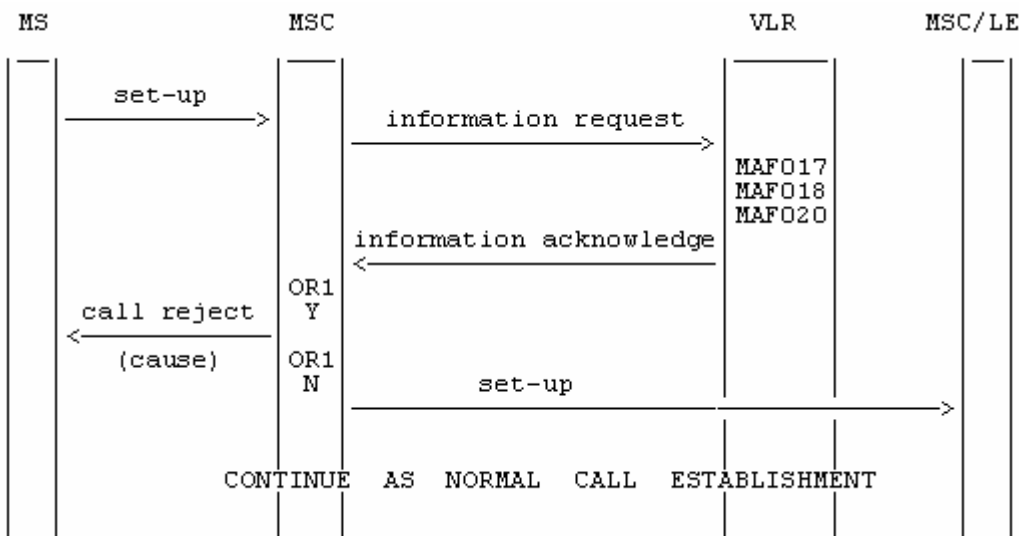 MS MSC VLR MSC/LE
set-up
information request
MAF017
MAF018
MAF020
information acknowledge
OR1
call reject Y
(cause) OR1
N set-up
CONTINUE AS NORMAL CALL ESTABLISHMENT